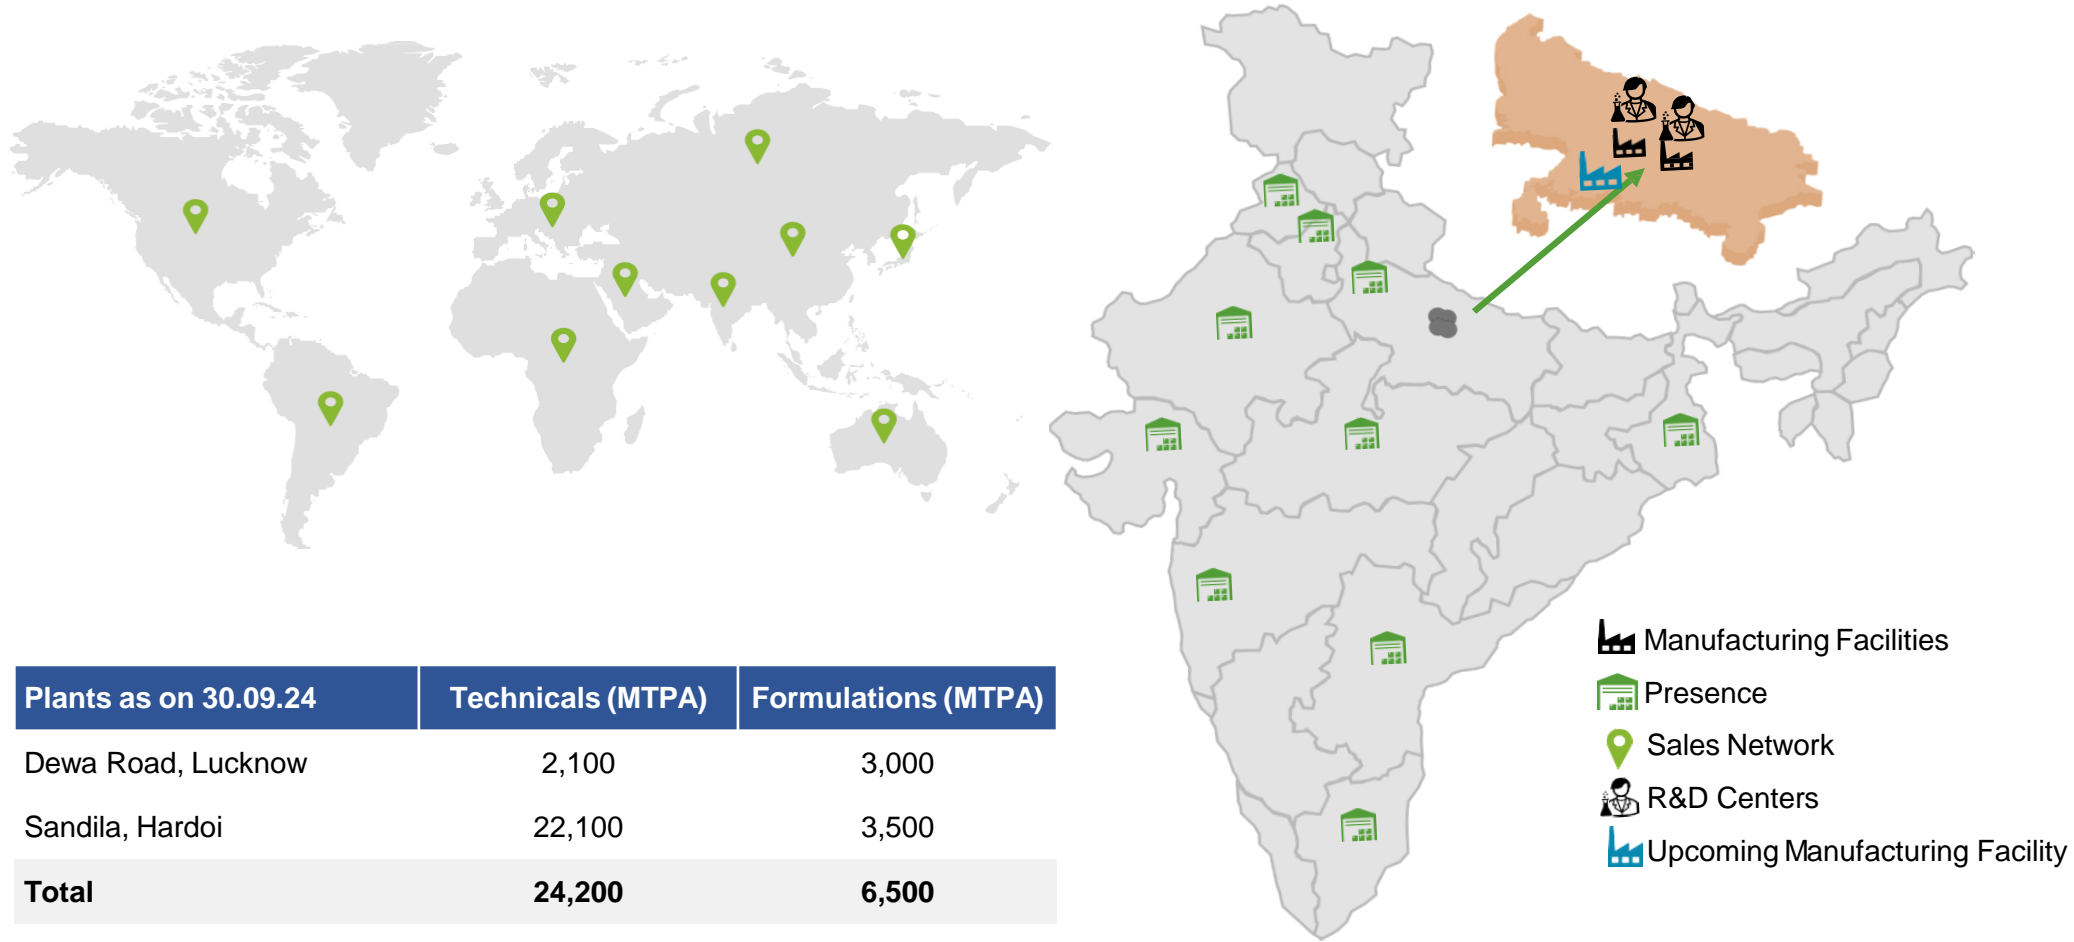 Plants as on 30.09.24 Technicals (MTPA) Formulations (MTPA)
Dewa Road, Lucknow 2,100 3,000
Sandila, Hardoi 22,100 3,500
Total 24,200 6,500
Manufacturing Facilities
Presence
Sales Network
R&D Centers
Upcoming Manufacturing Facility